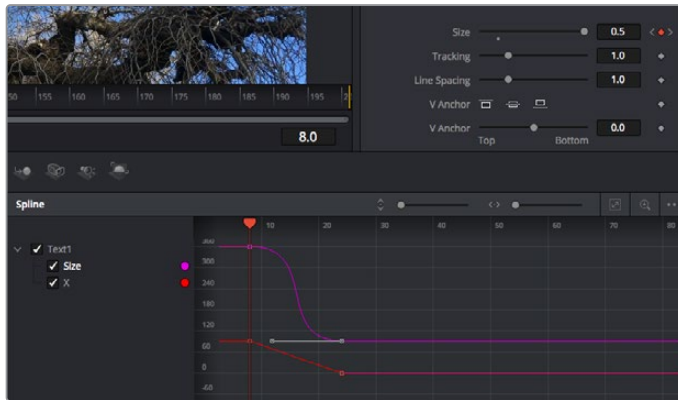 Size 0.5
Tracking 1.0
Line Spacing 1.0
V Anchor
V Anchor 0.0
Top Bottom
50 155 160 165 170 175 180 185 190 195
8.0
Spline
10 20 30 40 50 60 70 80
Text1
Size
X
300
240
180
120
60
0
-60